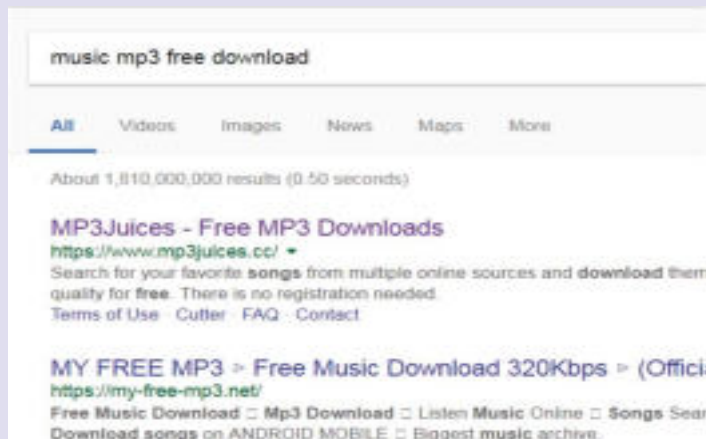 music mp3 free download
All Videos Images News Maps More
About 1,810,000,000 results (0.50 seconds)
MP3Juices - Free MP3 Downloads
https://www.mp3juices.cc/
Search for your favorite songs from multiple online sources and download them
quality for free. There is no registration needed.
Terms of Use Cutter FAQ Contact
MY FREE MP3 > Free Music Download 320Kbps > (Offici
https://my-free-mp3.net/
Free Music Download □ Mp3 Download □ Listen Music Online □ Songs Sear
Download songs on ANDROID MOBILE □ Biggest music archive.